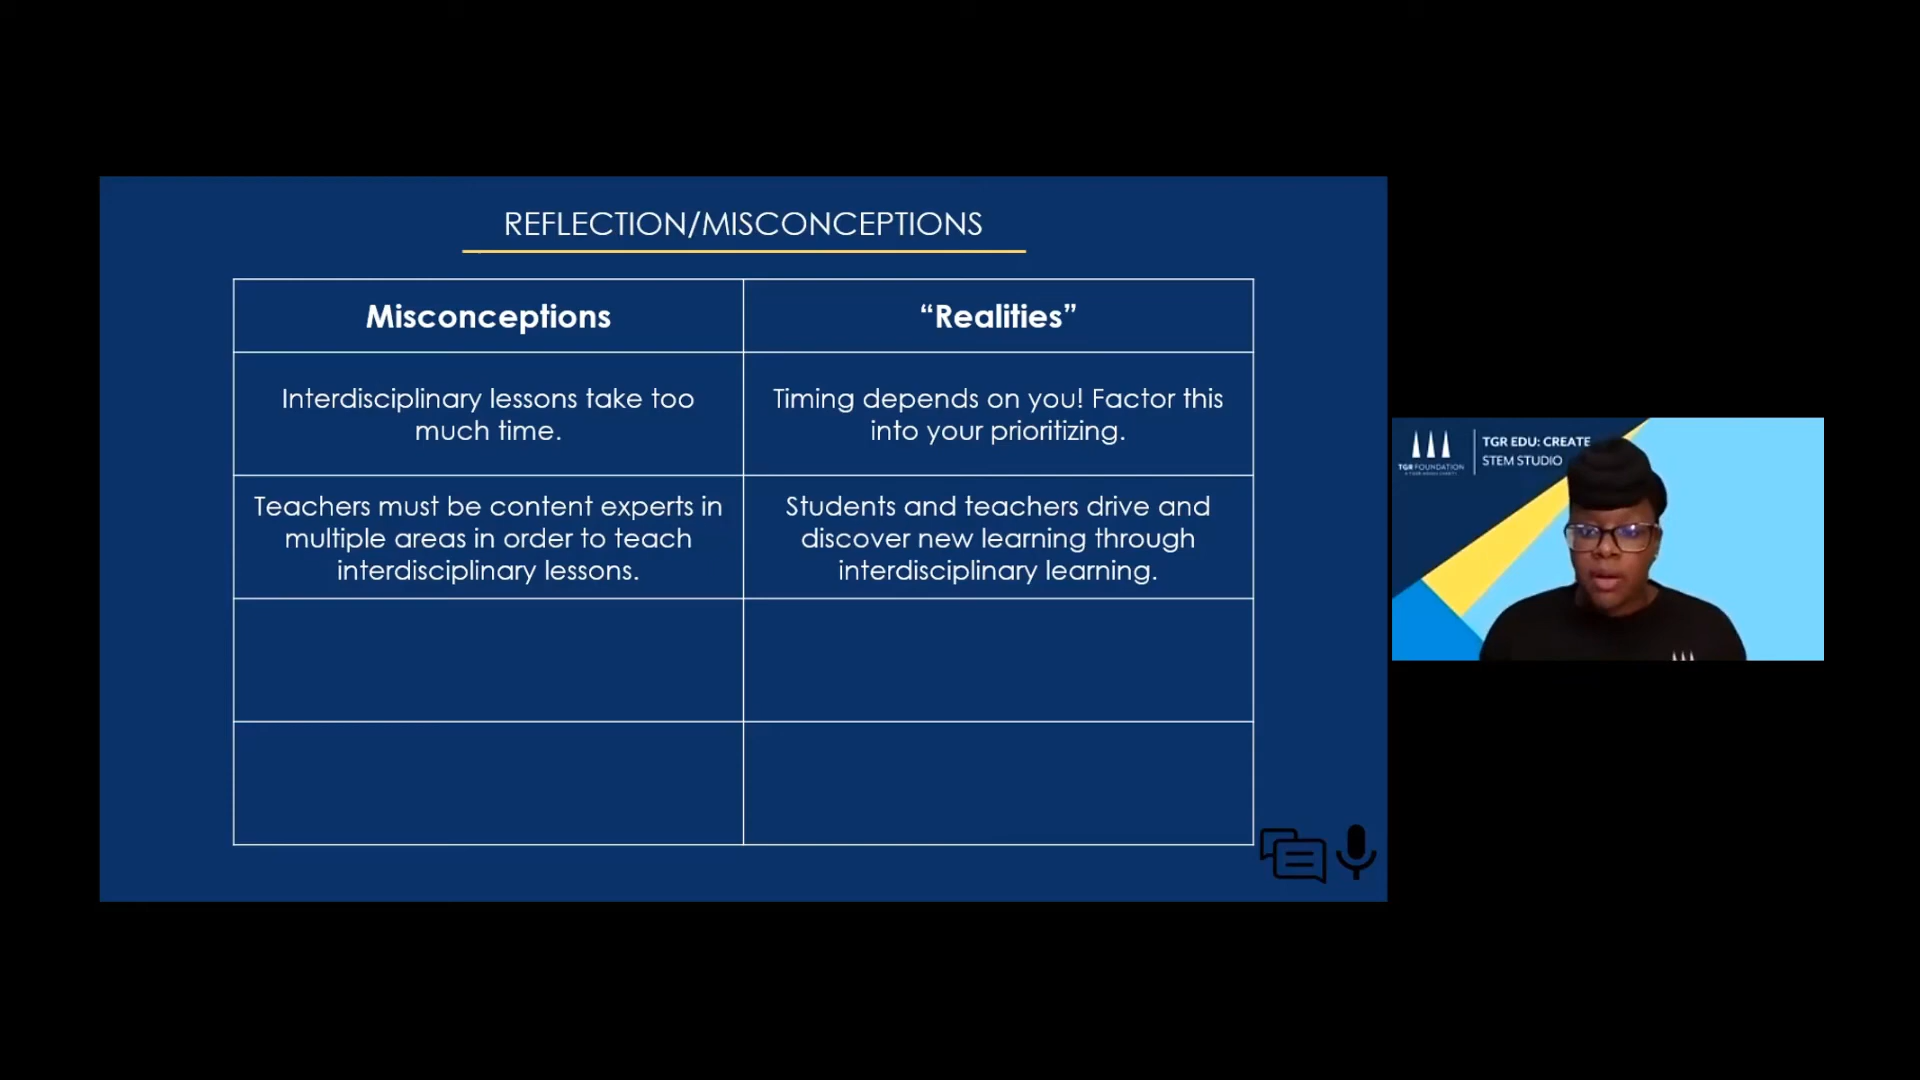 REFLECTION/MISCONCEPTIONS
Misconceptions
“Realities”
Interdisciplinary lessons take too
much time.
Timing depends on you! Factor this
into your prioritizing.
Teachers must be content experts in
multiple areas in order to teach
interdisciplinary lessons.
Students and teachers drive and
discover new learning through
interdisciplinary learning.
TGR FOUNDATION
TGR EDU: CREATE
STEM STUDIO